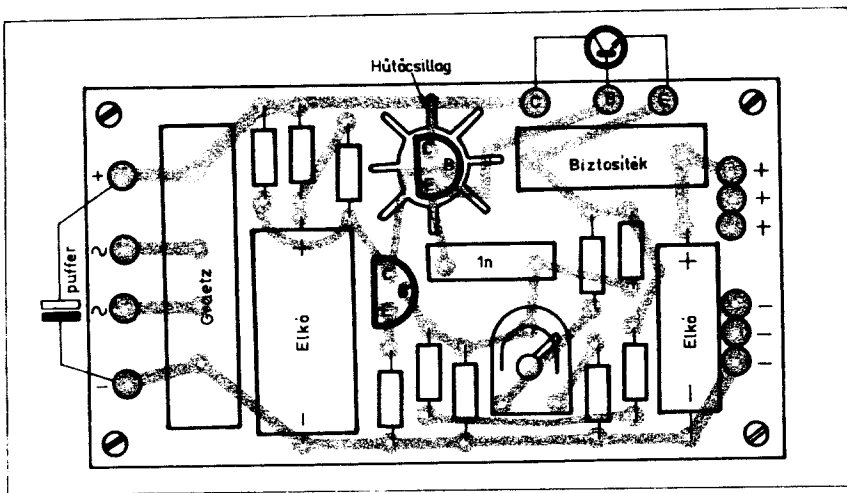 Hűtőcsillag
C
B
E
C
B
E
Biztosíték
+
+
+
+
puffer
~
~
Graetz
+
Elkó
−
C
B
E
1n
+
Elkó
−
−
−
−
−